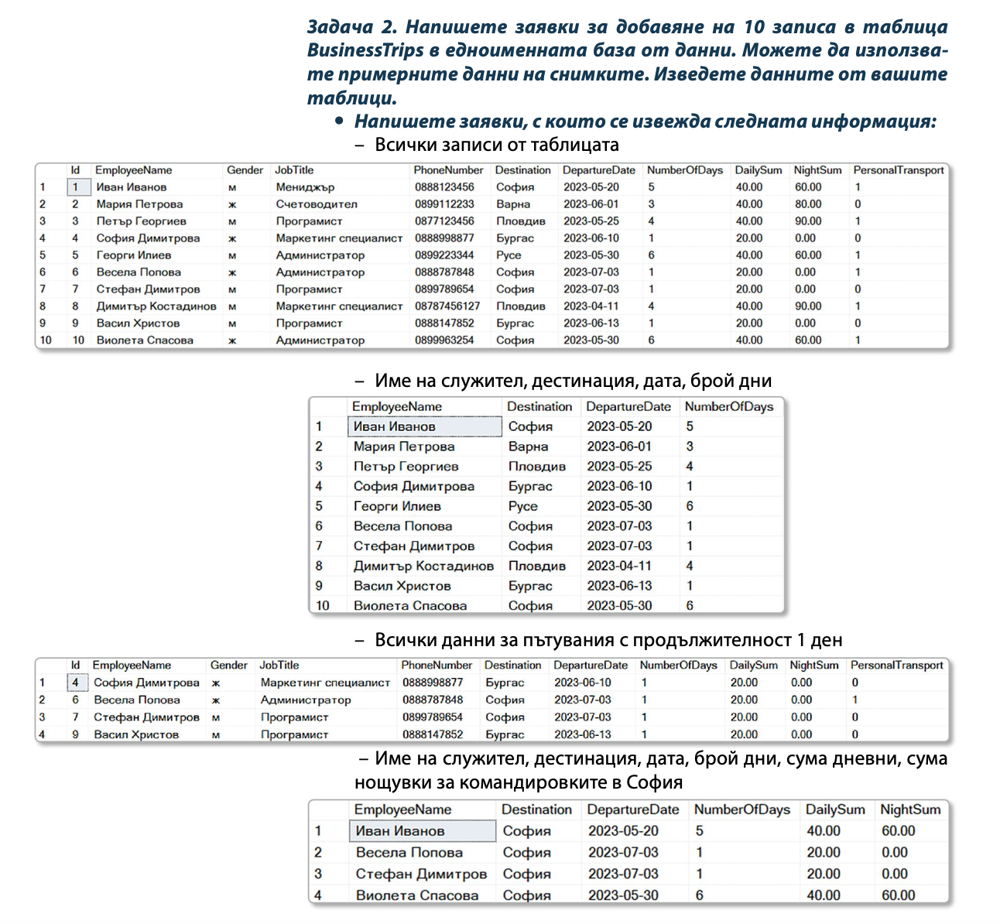 Задача 2. Напишете заявки за добавяне на 10 записа в таблица
BusinessTrips в едноименната база от данни. Можете да използва-
те примерните данни на снимките. Изведете данните от вашите
таблици.
• Напишете заявки, с които се извежда следната информация:
– Всички записи от таблицата
Id EmployeeName Gender JobTitle PhoneNumber Destination DepartureDate NumberOfDays DailySum NightSum PersonalTransport
1 1 Иван Иванов м Мениджър 0888123456 София 2023-05-20 5 40.00 60.00 1
2 2 Мария Петрова ж Счетоводител 0899112233 Варна 2023-06-01 3 40.00 80.00 0
3 3 Петър Георгиев м Програмист 0877123456 Пловдив 2023-05-25 4 40.00 90.00 1
4 4 София Димитрова ж Маркетинг специалист 0888998877 Бургас 2023-06-10 1 20.00 0.00 0
5 5 Георги Илиев м Администратор 0899223344 Русе 2023-05-30 6 40.00 60.00 1
6 6 Весела Попова ж Администратор 0888787848 София 2023-07-03 1 20.00 0.00 1
7 7 Стефан Димитров м Програмист 0899789654 София 2023-07-03 1 20.00 0.00 0
8 8 Димитър Костадинов м Маркетинг специалист 08787456127 Пловдив 2023-04-11 4 40.00 90.00 1
9 9 Васил Христов м Програмист 0888147852 Бургас 2023-06-13 1 20.00 0.00 0
10 10 Виолета Спасова ж Администратор 0899963254 София 2023-05-30 6 40.00 60.00 1
– Име на служител, дестинация, дата, брой дни
EmployeeName Destination DepartureDate NumberOfDays
1 Иван Иванов София 2023-05-20 5
2 Мария Петрова Варна 2023-06-01 3
3 Петър Георгиев Пловдив 2023-05-25 4
4 София Димитрова Бургас 2023-06-10 1
5 Георги Илиев Русе 2023-05-30 6
6 Весела Попова София 2023-07-03 1
7 Стефан Димитров София 2023-07-03 1
8 Димитър Костадинов Пловдив 2023-04-11 4
9 Васил Христов Бургас 2023-06-13 1
10 Виолета Спасова София 2023-05-30 6
– Всички данни за пътувания с продължителност 1 ден
Id EmployeeName Gender JobTitle PhoneNumber Destination DepartureDate NumberOfDays DailySum NightSum PersonalTransport
1 4 София Димитрова ж Маркетинг специалист 0888998877 Бургас 2023-06-10 1 20.00 0.00 0
2 6 Весела Попова ж Администратор 0888787848 София 2023-07-03 1 20.00 0.00 1
3 7 Стефан Димитров м Програмист 0899789654 София 2023-07-03 1 20.00 0.00 0
4 9 Васил Христов м Програмист 0888147852 Бургас 2023-06-13 1 20.00 0.00 0
– Име на служител, дестинация, дата, брой дни, сума дневни, сума
нощувки за командировките в София
EmployeeName Destination DepartureDate NumberOfDays DailySum NightSum
1 Иван Иванов София 2023-05-20 5 40.00 60.00
2 Весела Попова София 2023-07-03 1 20.00 0.00
3 Стефан Димитров София 2023-07-03 1 20.00 0.00
4 Виолета Спасова София 2023-05-30 6 40.00 60.00